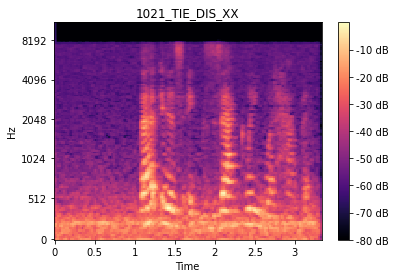 1021_TIE_DIS_XX
8192
4096
2048
1024
512
0
Hz
0 0.5 1 1.5 2 2.5 3
Time
-10 dB
-20 dB
-30 dB
-40 dB
-50 dB
-60 dB
-70 dB
-80 dB